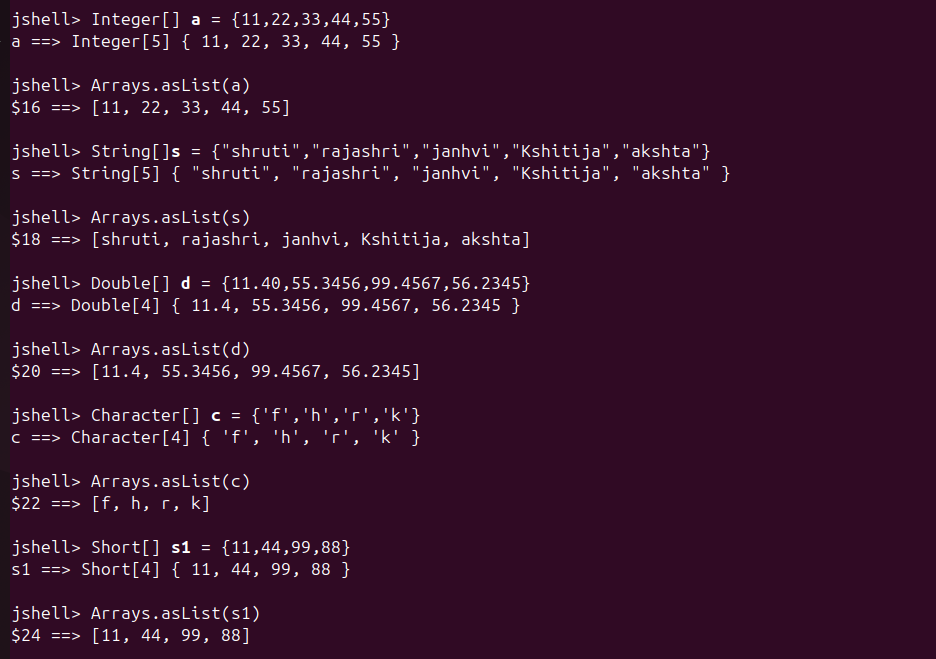 jshell> Integer[] a = {11,22,33,44,55}
a ==> Integer[5] { 11, 22, 33, 44, 55 }
jshell> Arrays.asList(a)
$16 ==> [11, 22, 33, 44, 55]
jshell> String[]s = {"shruti","rajashri","janhvi","Kshitija","akshta"}
s ==> String[5] { "shruti", "rajashri", "janhvi", "Kshitija", "akshta" }
jshell> Arrays.asList(s)
$18 ==> [shruti, rajashri, janhvi, Kshitija, akshta]
jshell> Double[] d = {11.40,55.3456,99.4567,56.2345}
d ==> Double[4] { 11.4, 55.3456, 99.4567, 56.2345 }
jshell> Arrays.asList(d)
$20 ==> [11.4, 55.3456, 99.4567, 56.2345]
jshell> Character[] c = {'f','h','r','k'}
c ==> Character[4] { 'f', 'h', 'r', 'k' }
jshell> Arrays.asList(c)
$22 ==> [f, h, r, k]
jshell> Short[] s1 = {11,44,99,88}
s1 ==> Short[4] { 11, 44, 99, 88 }
jshell> Arrays.asList(s1)
$24 ==> [11, 44, 99, 88]